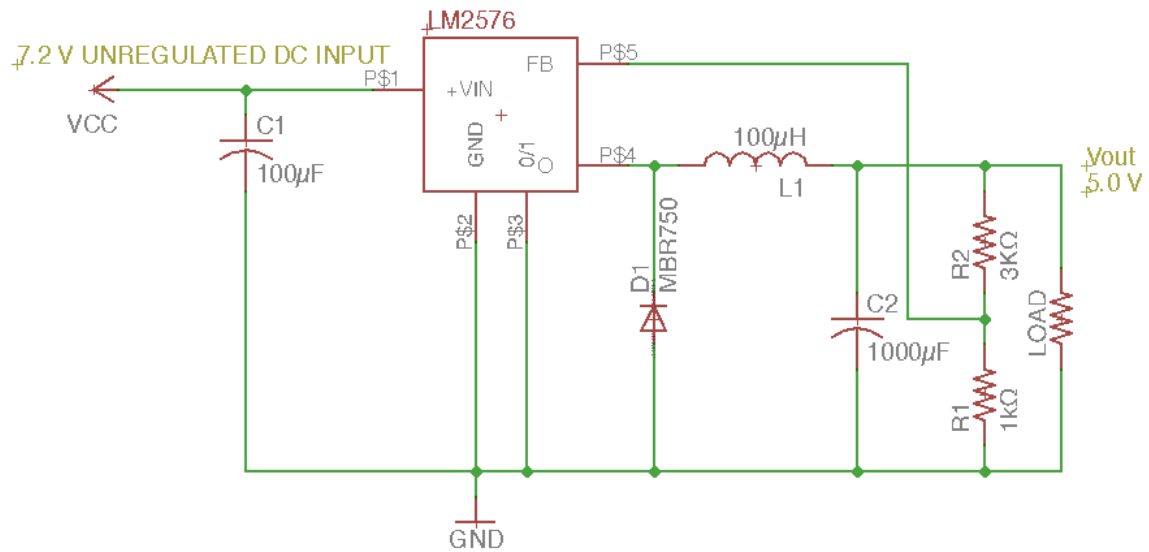 LM2576
7.2 V UNREGULATED DC INPUT
P$1
P$5
FB
+VIN
VCC
C1
100µF
GND
0/1
O
P$4
100µH
L1
Vout
5.0 V
P$2
P$3
D1
MBR750
R2
3KΩ
C2
1000µF
LOAD
R1
1kΩ
GND